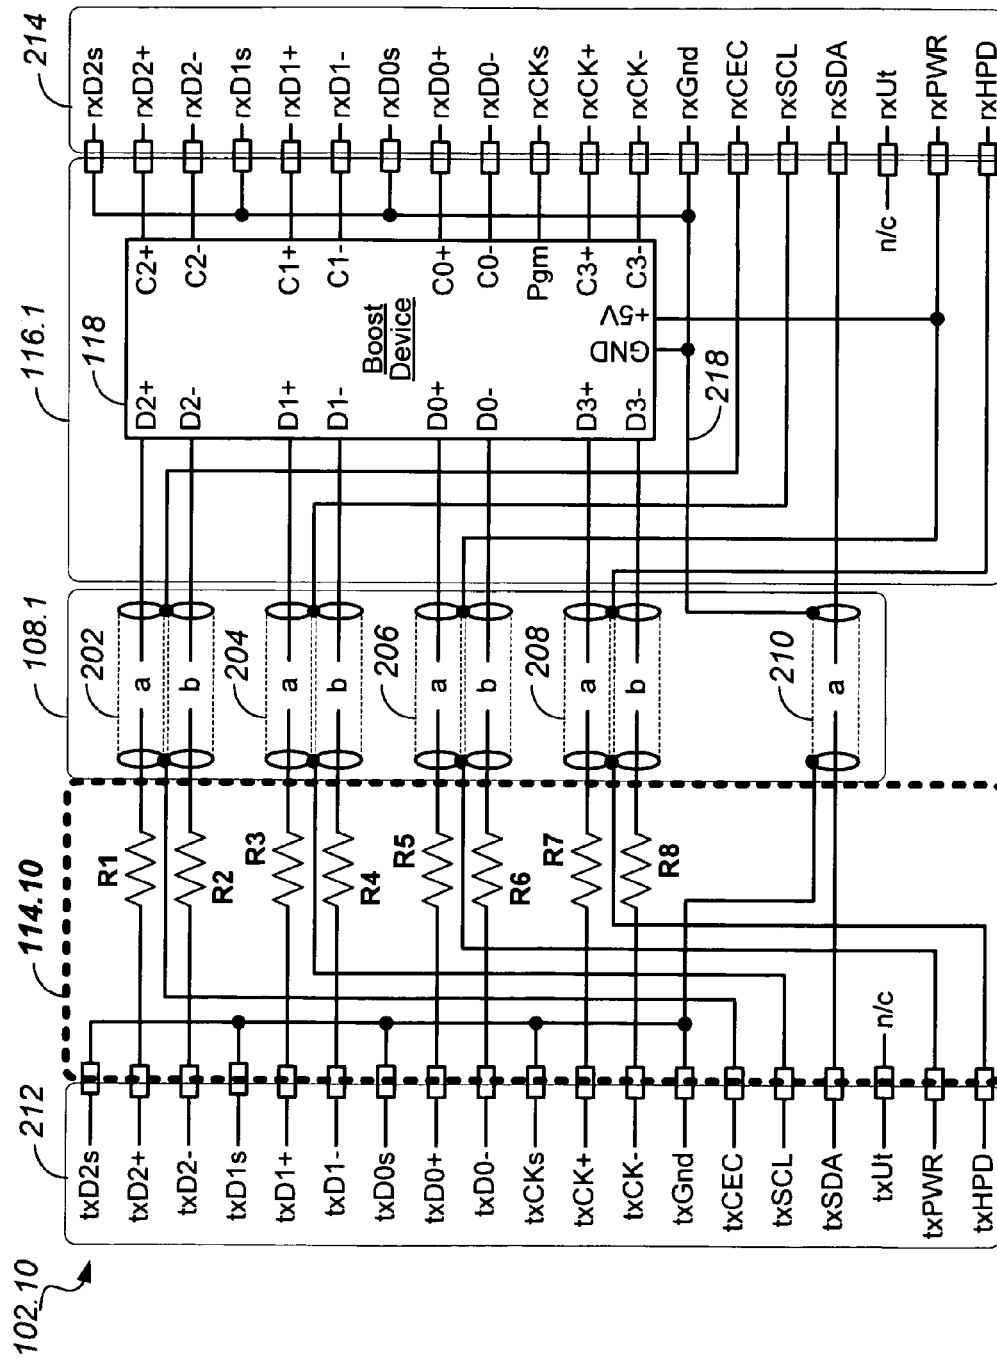 102.10
212
114.10
108.1
116.1
214
txD2s
txD2+
txD2-
txD1s
txD1+
txD1-
txD0s
txD0+
txD0-
txCKs
txCK+
txCK-
txGnd
txCEC
txSCL
txSDA
txUt
txPWR
txHPD
n/c
R1
R2
R3
R4
R5
R6
R7
R8
202
a
b
204
a
b
206
a
b
208
a
b
210
a
118
Boost
Device
D2+
D2-
D1+
D1-
D0+
D0-
D3+
D3-
C2+
C2-
C1+
C1-
C0+
C0-
Pgm
C3+
C3-
GND
+5V
218
n/c
rxD2s
rxD2+
rxD2-
rxD1s
rxD1+
rxD1-
rxD0s
rxD0+
rxD0-
rxCKs
rxCK+
rxCK-
rxGnd
rxCEC
rxSCL
rxSDA
rxUt
rxPWR
rxHPD